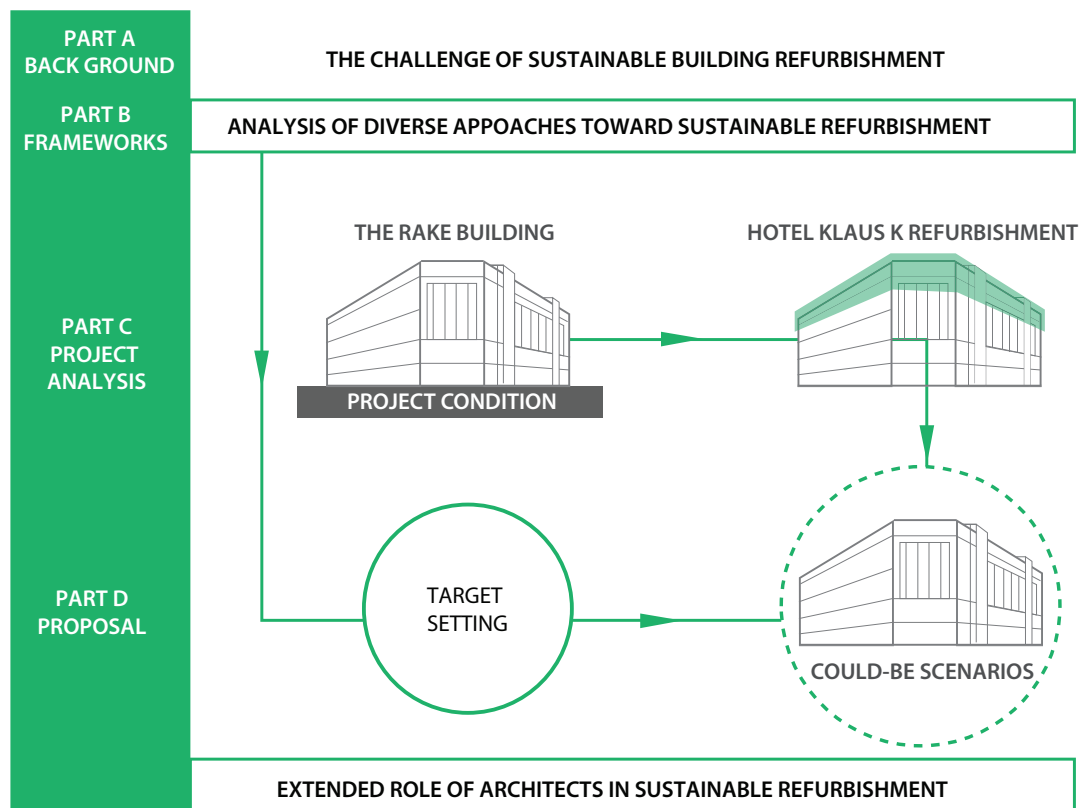 PART A
BACK GROUND
THE CHALLENGE OF SUSTAINABLE BUILDING REFURBISHMENT
PART B
FRAMEWORKS
ANALYSIS OF DIVERSE APPOACHES TOWARD SUSTAINABLE REFURBISHMENT
THE RAKE BUILDING
HOTEL KLAUS K REFURBISHMENT
PART C
PROJECT
ANALYSIS
PROJECT CONDITION
PART D
PROPOSAL
TARGET
SETTING
COULD-BE SCENARIOS
EXTENDED ROLE OF ARCHITECTS IN SUSTAINABLE REFURBISHMENT